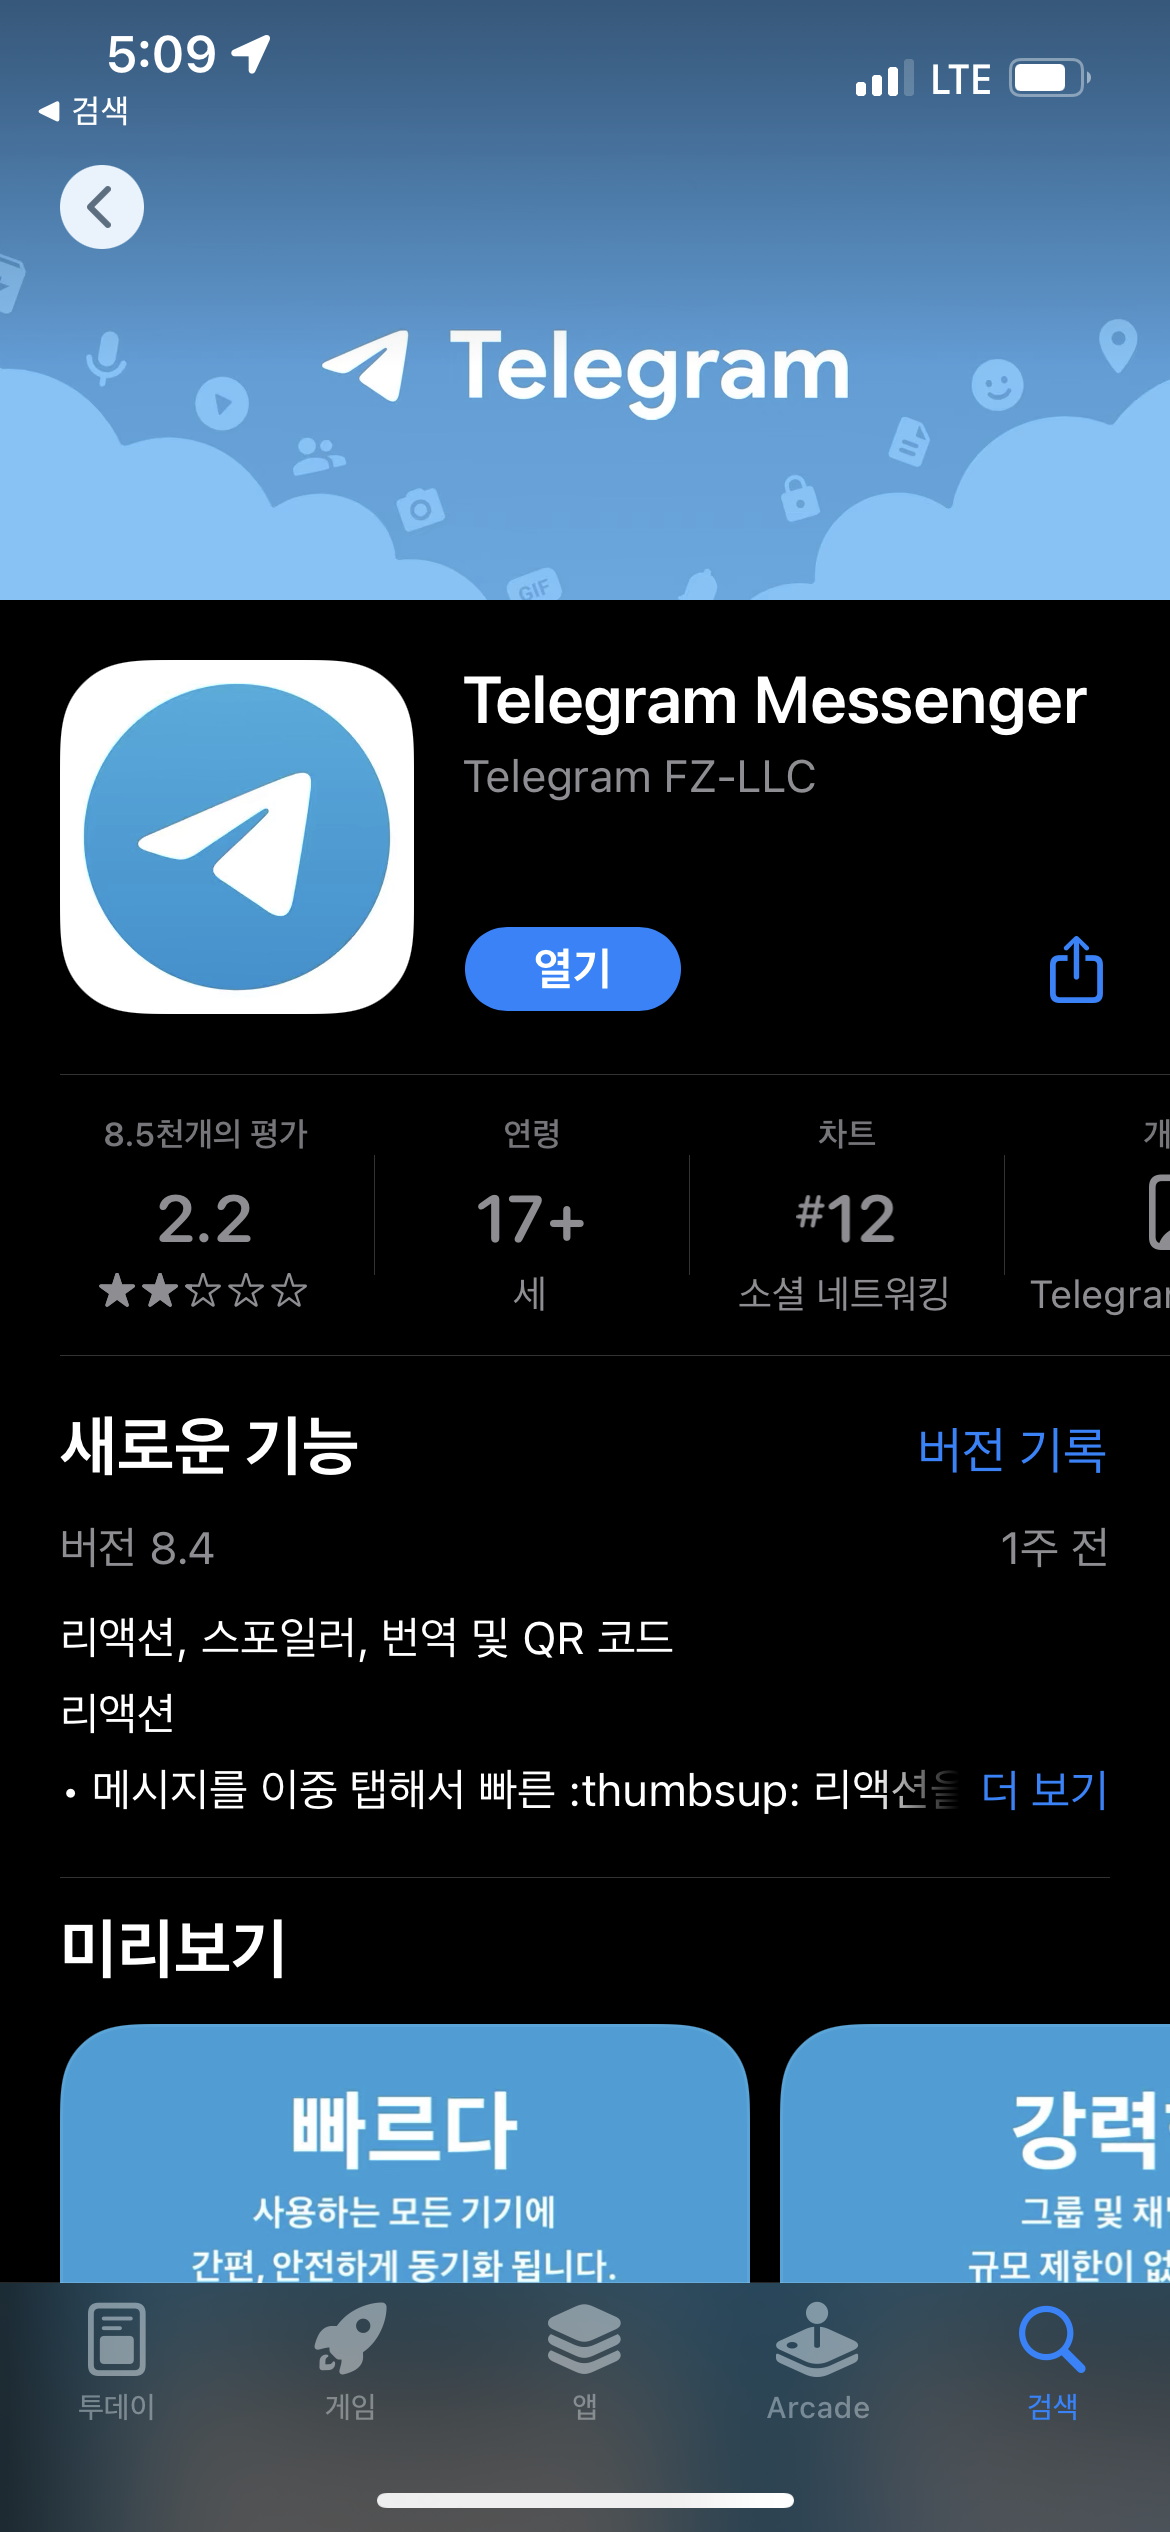 5:09
LTE
검색
Telegram
GIF
Telegram Messenger
Telegram FZ-LLC
열기
8.5천개의 평가
연령
차트
개
2.2
17+
#12
★★☆☆☆
세
소셜 네트워킹
Telegra
새로운 기능
버전 기록
버전 8.4
1주 전
리액션, 스포일러, 번역 및 QR 코드
리액션
• 메시지를 이중 탭해서 빠른 :thumbsup: 리액션을
더 보기
미리보기
빠르다
사용하는 모든 기기에
간편, 안전하게 동기화 됩니다.
강력
그룹 및 채
규모 제한이 없
투데이
게임
앱
Arcade
검색